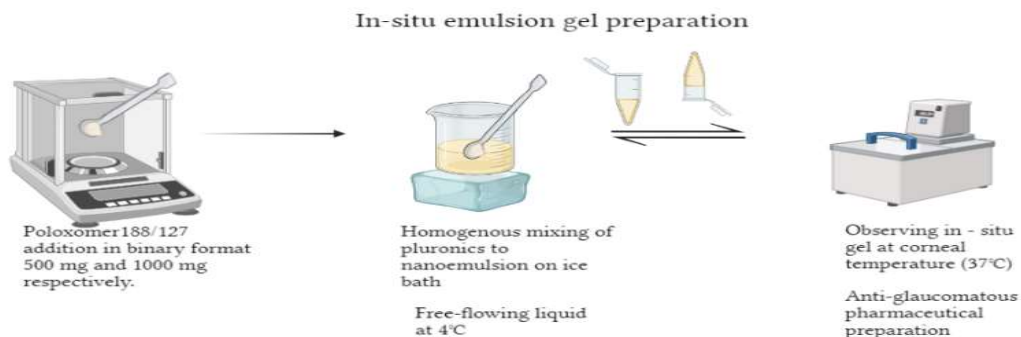 In-situ emulsion gel preparation
Poloxomer188/127
addition in binary format
500 mg and 1000 mg
respectively.
Homogenous mixing of
pluronics to
nanoemulsion on ice
bath
Free-flowing liquid
at 4℃
Observing in - situ
gel at corneal
temperature (37℃)
Anti-glaucomatous
pharmaceutical
preparation